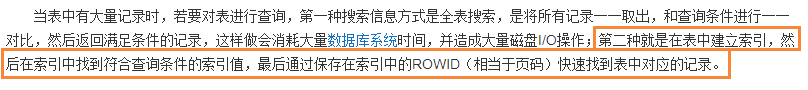 当表中有大量记录时，若要对表进行查询，第一种搜索信息方式是全表搜索，是将所有记录一一取出，和查询条件进行一一
对比，然后返回满足条件的记录，这样做会消耗大量数据库系统时间，并造成大量磁盘I/O操作；第二种就是在表中建立索引，然
后在索引中找到符合查询条件的索引值，最后通过保存在索引中的ROWID（相当于页码）快速找到表中对应的记录。